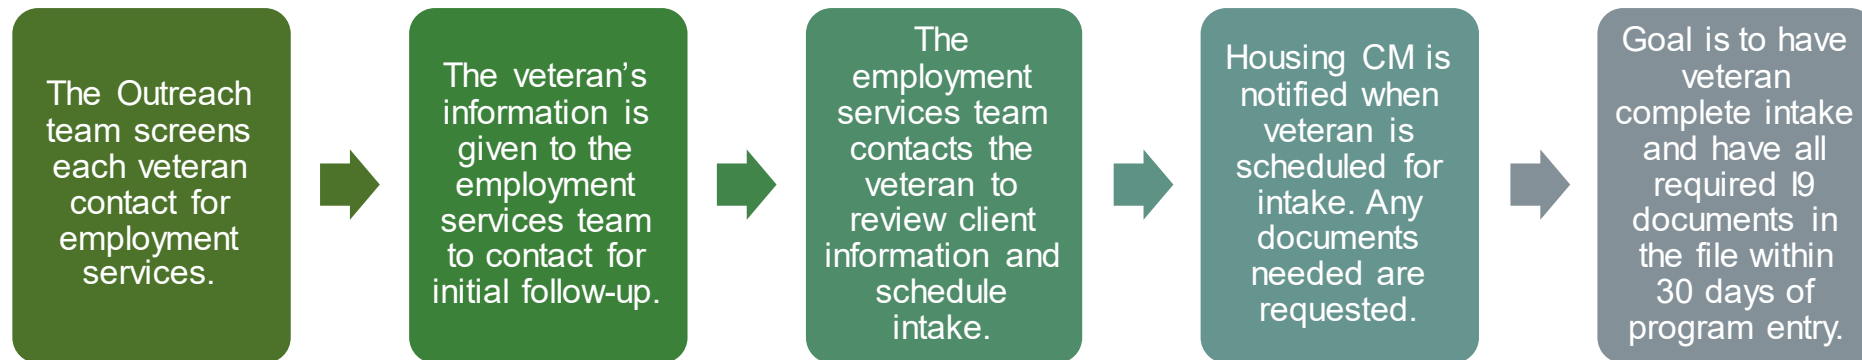 The Outreach
team screens
each veteran
contact for
employment
services.
The veteran’s
information is
given to the
employment
services team
to contact for
initial follow-up.
The
employment
services team
contacts the
veteran to
review client
information and
schedule
intake.
Housing CM is
notified when
veteran is
scheduled for
intake. Any
documents
needed are
requested.
Goal is to have
veteran
complete intake
and have all
required I9
documents in
the file within
30 days of
program entry.